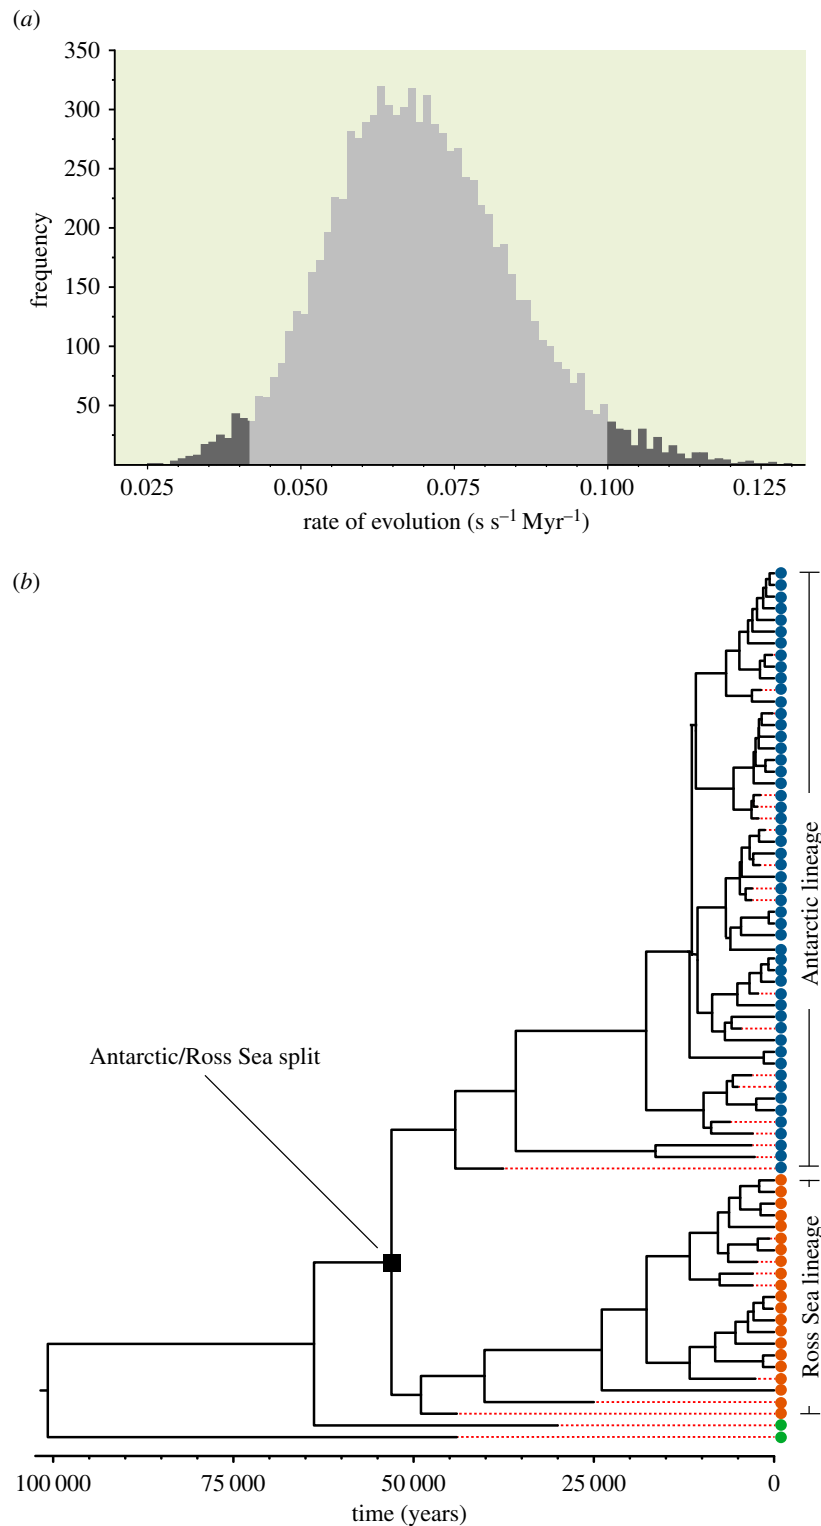 (a)
350
300
250
200
150
100
50
frequency
0.025 0.050 0.075 0.100 0.125
rate of evolution (s s⁻¹ Myr⁻¹)
(b)
Antarctic lineage
Antarctic/Ross Sea split
Ross Sea lineage
100 000 75 000 50 000 25 000 0
time (years)